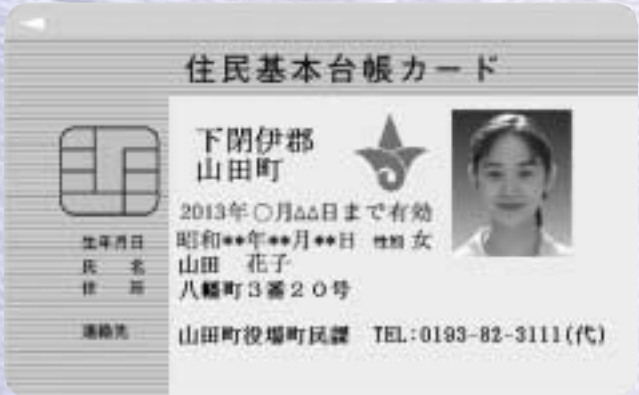 住民基本台帳カード
下閉伊郡
山田町
2013年○月△△日まで有効
生年月日 昭和**年**月**日 性別 女
氏 名 山田 花子
住 所 八幡町3番20号
連絡先 山田町役場町民課 TEL:0193-82-3111(代)